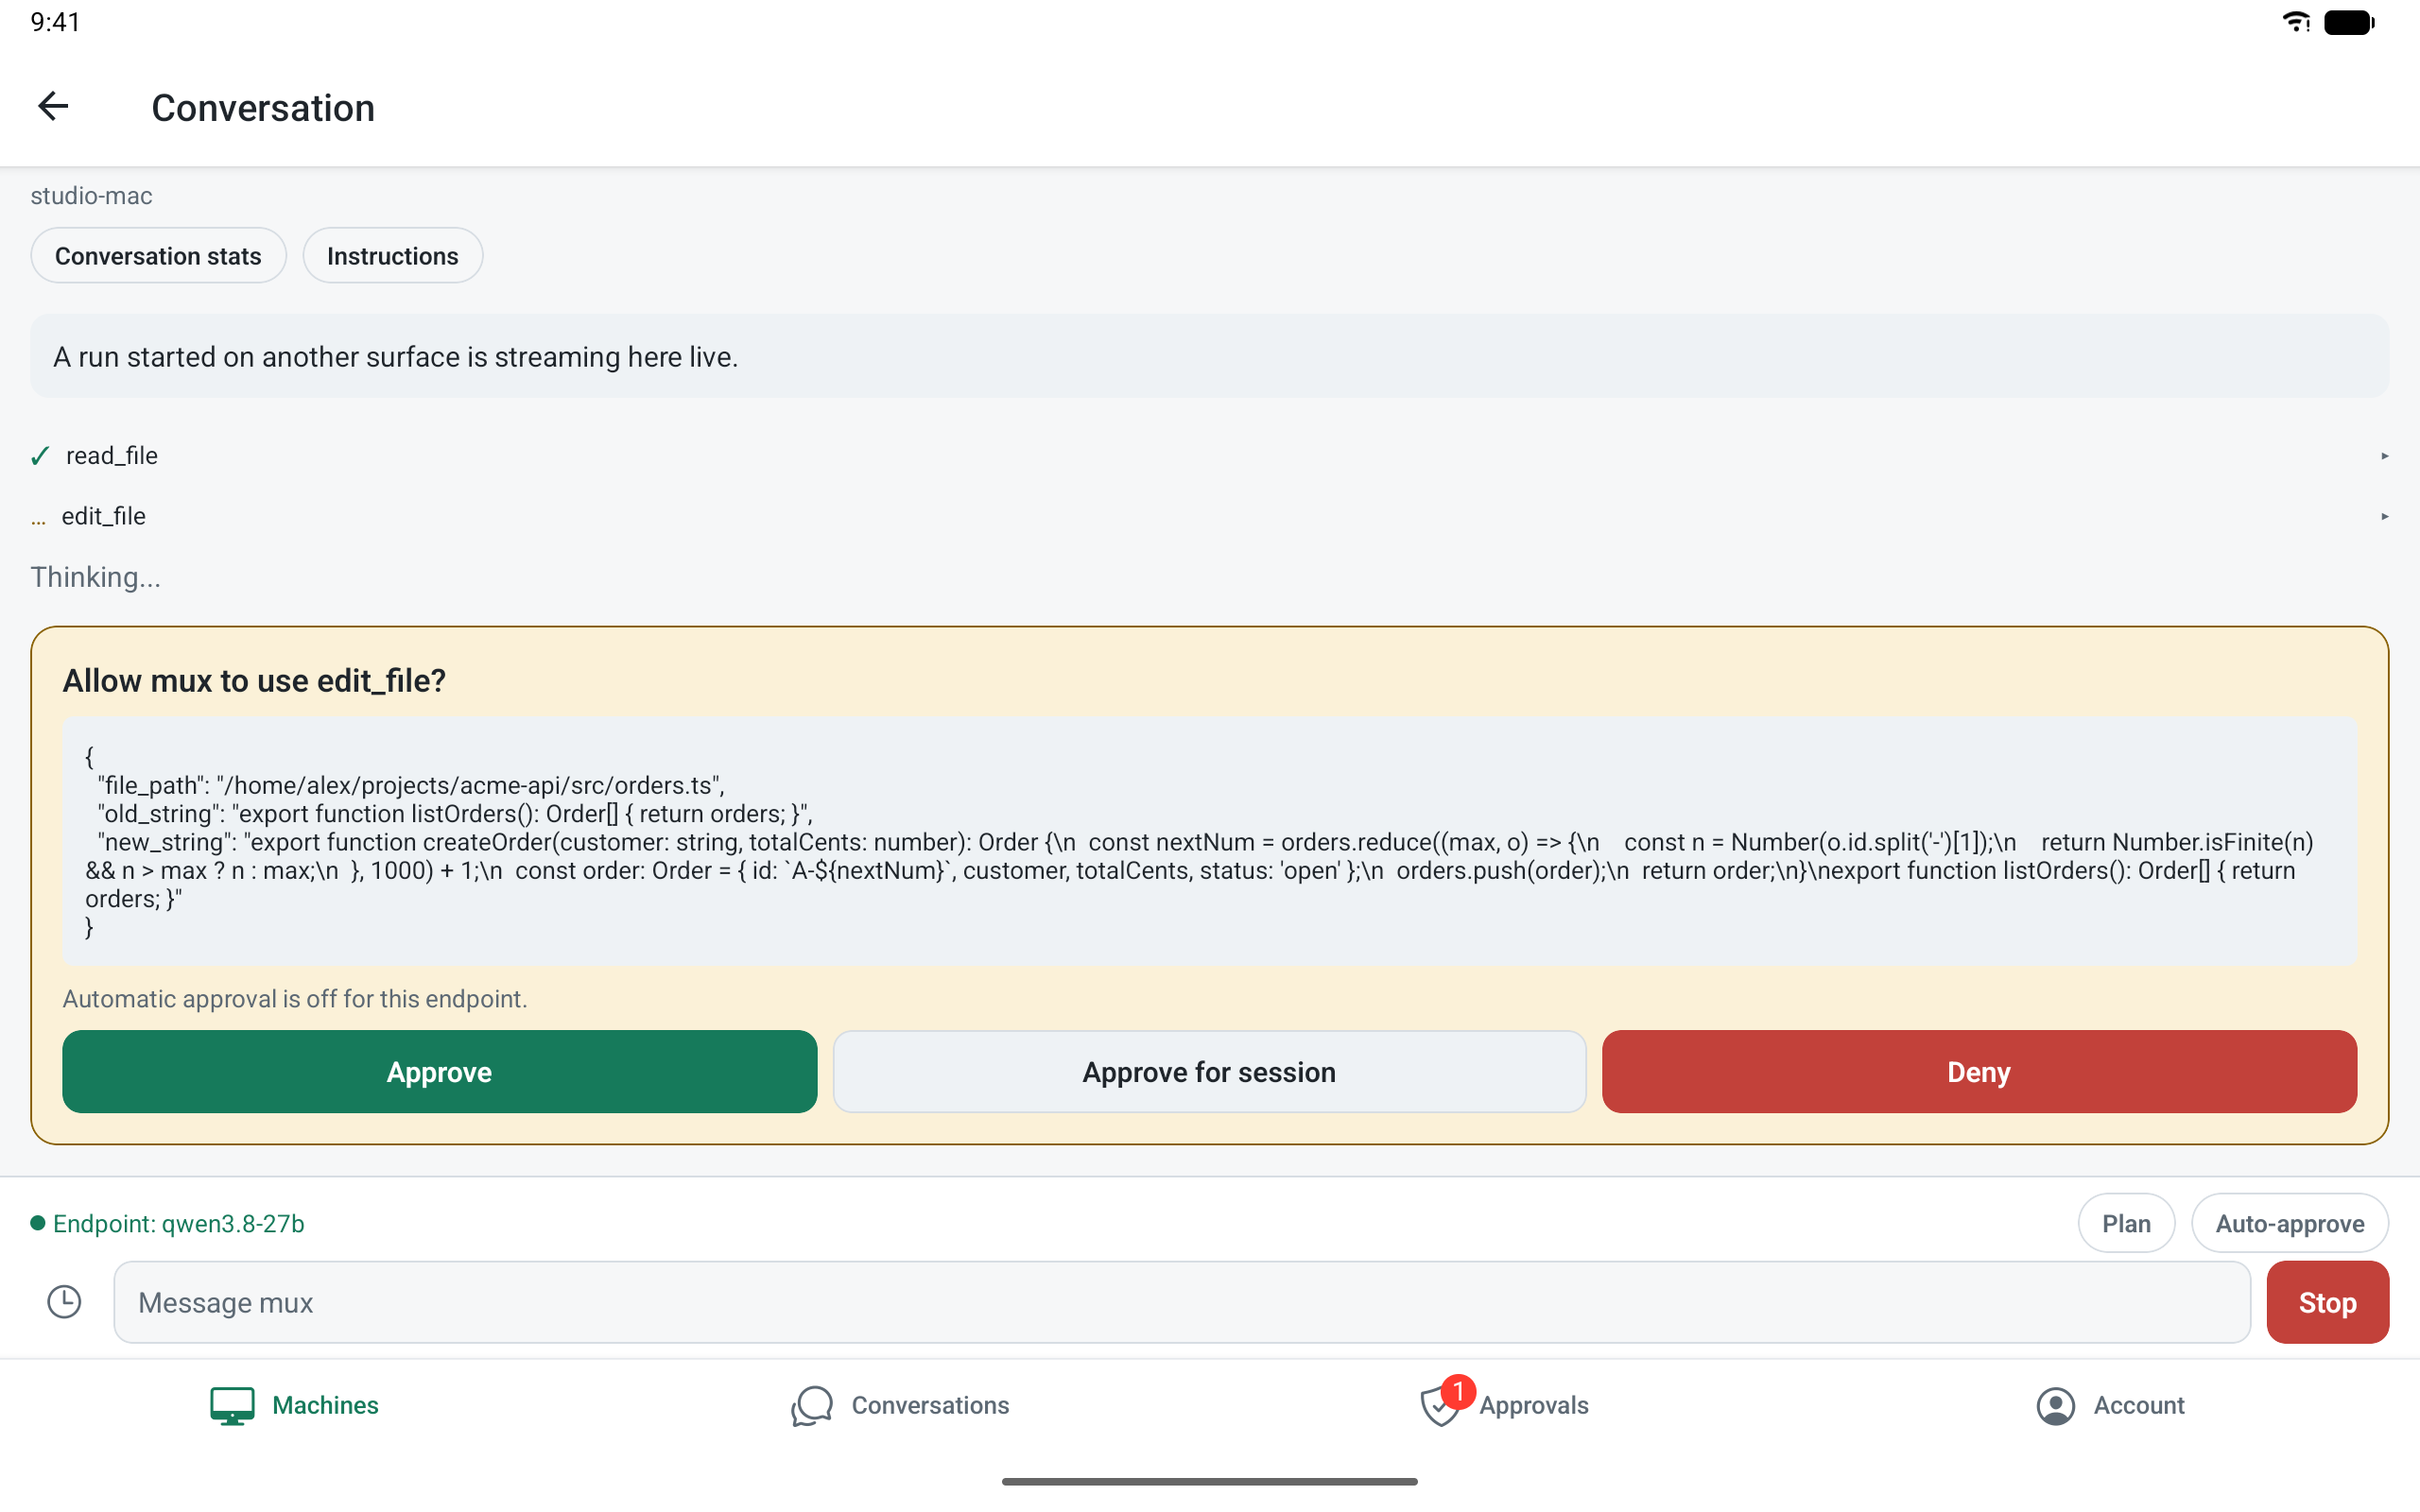 9:41
Conversation
studio-mac
Conversation stats
Instructions
A run started on another surface is streaming here live.
✓ read_file
... edit_file
Thinking...
Allow mux to use edit_file?
{
  "file_path": "/home/alex/projects/acme-api/src/orders.ts",
  "old_string": "export function listOrders(): Order[] { return orders; }",
  "new_string": "export function createOrder(customer: string, totalCents: number): Order {\n  const nextNum = orders.reduce((max, o) => {\n    const n = Number(o.id.split('-')[1]);\n    return Number.isFinite(n)
&& n > max ? n : max;\n  }, 1000) + 1;\n  const order: Order = { id: `A-${nextNum}`, customer, totalCents, status: 'open' };\n  orders.push(order);\n  return order;\n}\nexport function listOrders(): Order[] { return
orders; }"
}
Automatic approval is off for this endpoint.
Approve
Approve for session
Deny
Endpoint: qwen3.8-27b
Plan
Auto-approve
Message mux
Stop
Machines
Conversations
1
Approvals
Account